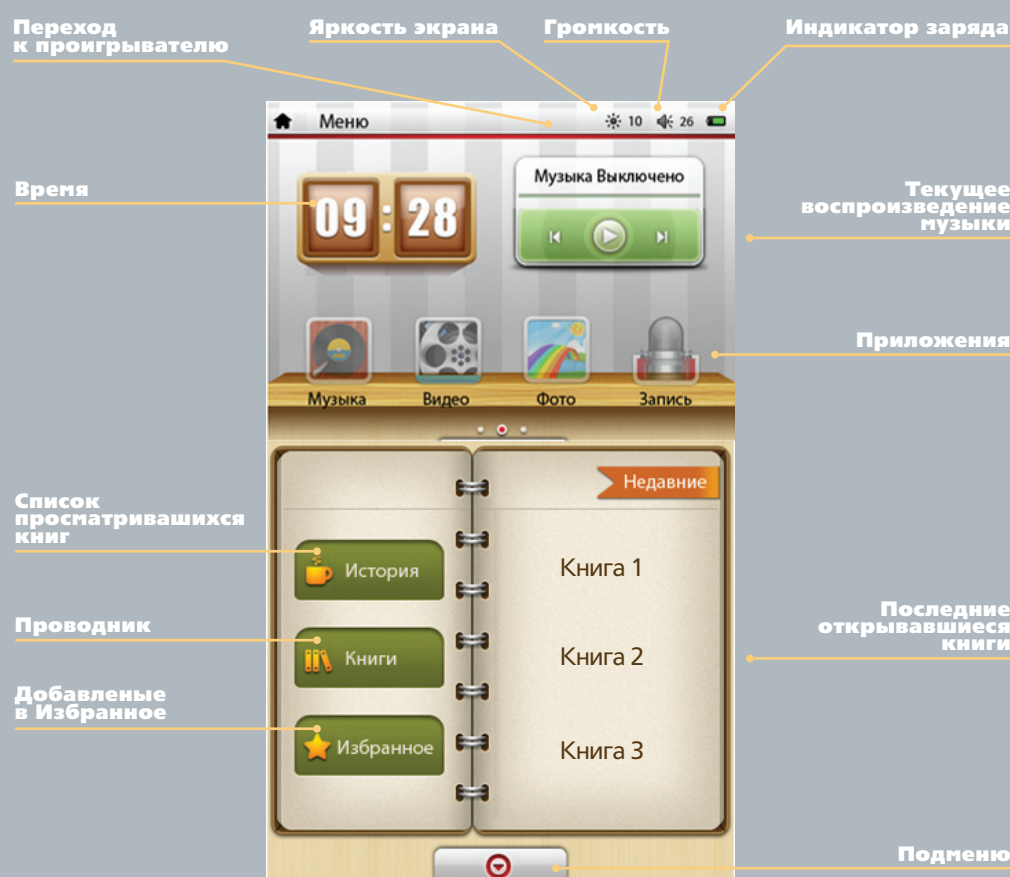 Переход
к проигрывателю
Яркость экрана
Громкость
Индикатор заряда
Меню
10
26
Время
09:28
Музыка Выключено
Текущее
воспроизведение
музыки
Приложения
Музыка
Видео
Фото
Запись
Недавние
Список
просматривашихся
книг
История
Книга 1
Проводник
Книги
Книга 2
Последние
открывавшиеся
книги
Добавленые
в Избранное
Избранное
Книга 3
Подменю